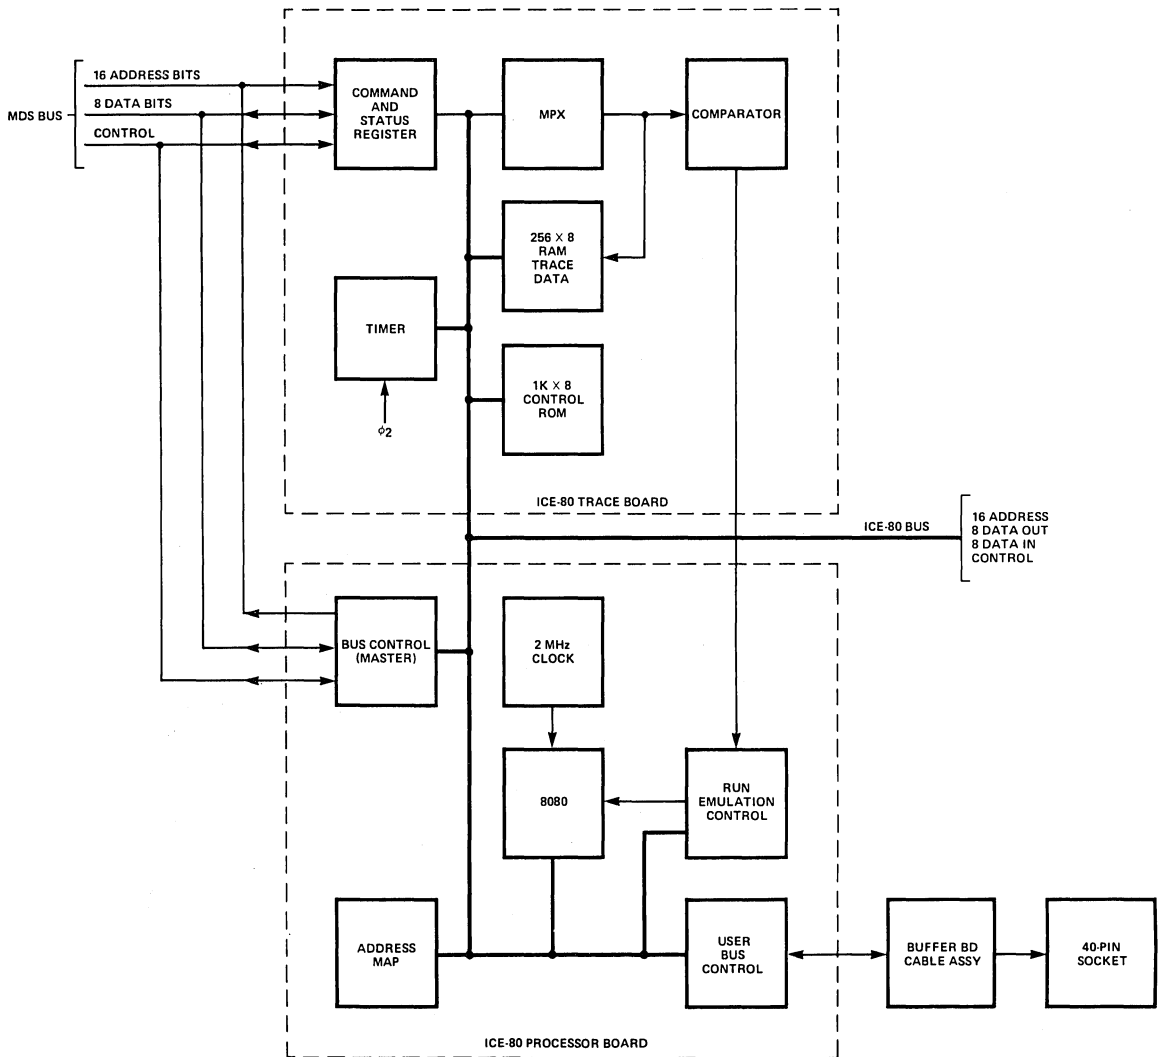 MDS BUS
16 ADDRESS BITS
8 DATA BITS
CONTROL
COMMAND
AND
STATUS
REGISTER
MPX
COMPARATOR
256 X 8
RAM
TRACE
DATA
TIMER
ϕ2
1K X 8
CONTROL
ROM
ICE-80 TRACE BOARD
ICE-80 BUS
16 ADDRESS
8 DATA OUT
8 DATA IN
CONTROL
BUS CONTROL
(MASTER)
2 MHz
CLOCK
8080
RUN
EMULATION
CONTROL
ADDRESS
MAP
USER
BUS
CONTROL
BUFFER BD
CABLE ASSY
40-PIN
SOCKET
ICE-80 PROCESSOR BOARD